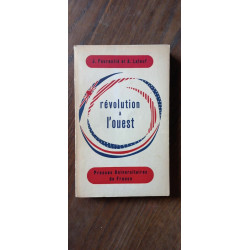 J. Fourastié et A. Laleuf
révolution
à
l'ouest
Presses Universitaires
de France